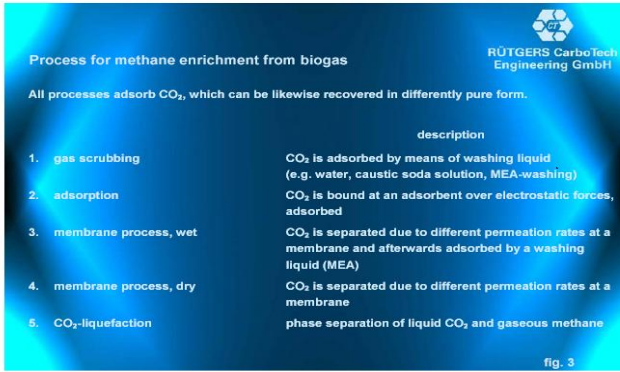 CT
RÜTGERS CarboTech
Engineering GmbH
Process for methane enrichment from biogas
All processes adsorb CO₂, which can be likewise recovered in differently pure form.
description
1. gas scrubbing CO₂ is adsorbed by means of washing liquid
(e.g. water, caustic soda solution, MEA-washing)
2. adsorption CO₂ is bound at an adsorbent over electrostatic forces,
adsorbed
3. membrane process, wet CO₂ is separated due to different permeation rates at a
membrane and afterwards adsorbed by a washing
liquid (MEA)
4. membrane process, dry CO₂ is separated due to different permeation rates at a
membrane
5. CO₂-liquefaction phase separation of liquid CO₂ and gaseous methane
fig. 3